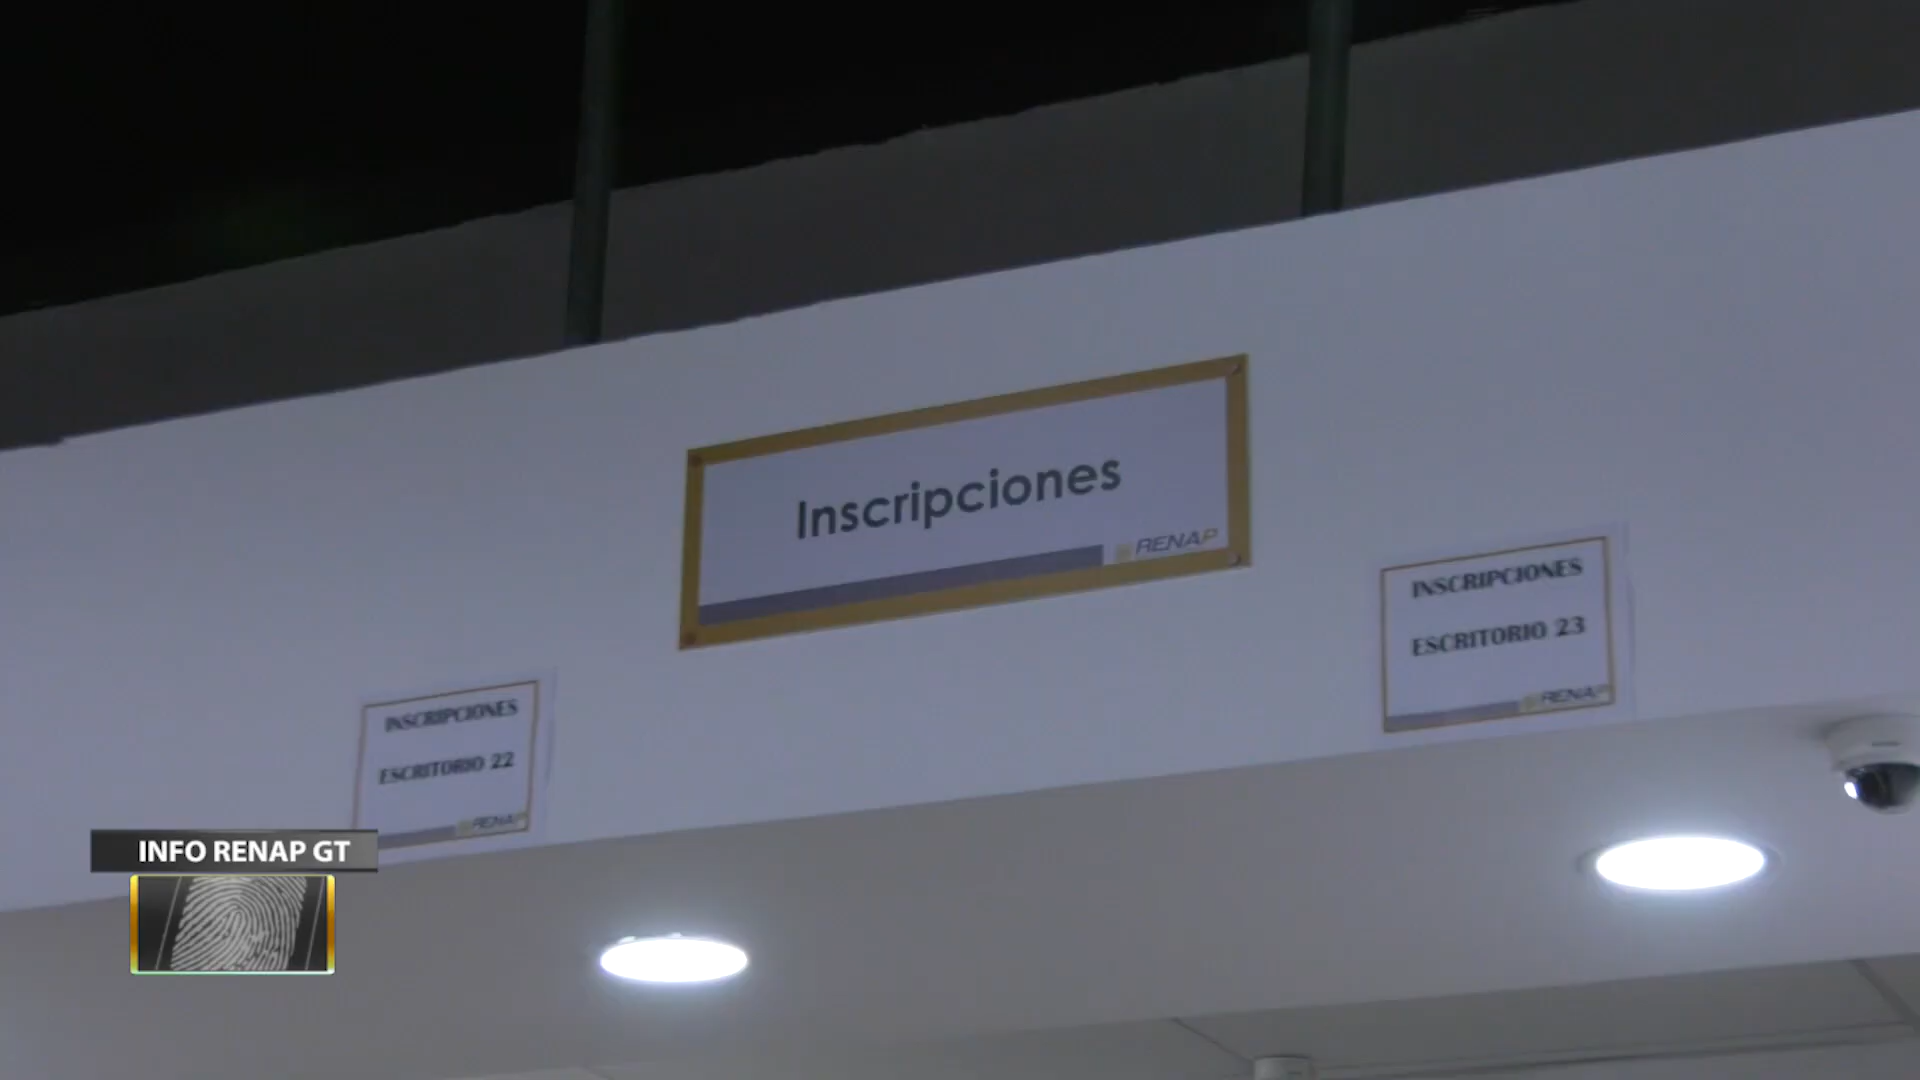 Inscripciones
RENAP
INSCRIPCIONES
ESCRITORIO 23
RENAP
INSCRIPCIONES
ESCRITORIO 22
RENAP
INFO RENAP GT